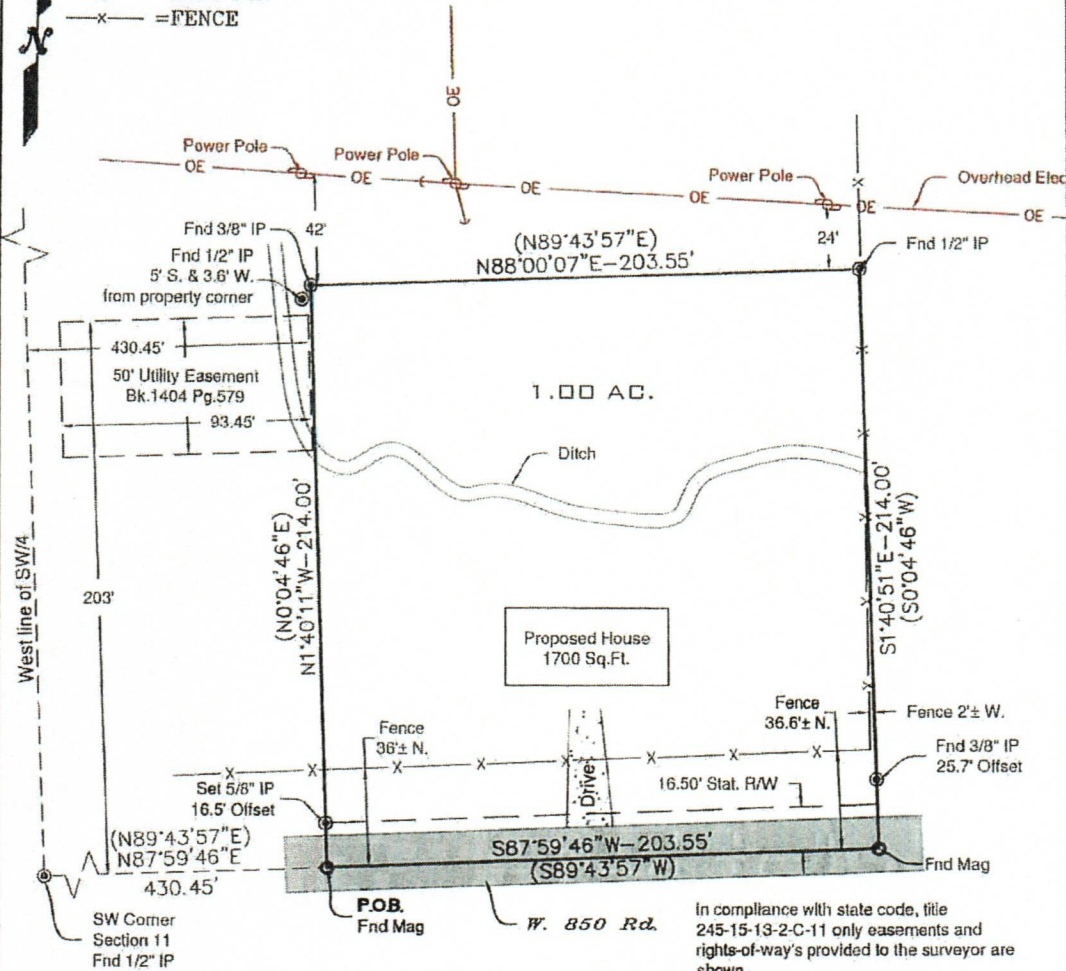 N
x =FENCE
OE
Power Pole
OE
OE
Power Pole
OE
Power Pole
OE
OE
Overhead Elec
OE
42'
24'
Fnd 3/8" IP
Fnd 1/2" IP
5' S. & 3.6' W.
from property corner
(N89°43'57"E)
N88°00'07"E-203.55'
Fnd 1/2" IP
430.45'
50' Utility Easement
Bk.1404 Pg.579
93.45'
1.00 AC.
Ditch
West line of SW/4
203'
(N0°04'46"E)
N1°40'11"W-214.00'
S1°40'51"E-214.00'
(S0°04'46"W)
Proposed House
1700 Sq.Ft.
Fence
36'± N.
Fence
36.6'± N.
Fence 2'± W.
Fnd 3/8" IP
25.7' Offset
Drive
16.50' Stat. R/W
Set 5/8" IP
16.5' Offset
(N89°43'57"E)
N87°59'46"E
430.45'
S87°59'46"W-203.55'
(S89°43'57"W)
Fnd Mag
SW Corner
Section 11
Fnd 1/2" IP
P.O.B.
Fnd Mag
W. 850 Rd.
In compliance with state code, title
245-15-13-2-C-11 only easements and
rights-of-way's provided to the surveyor are
shown